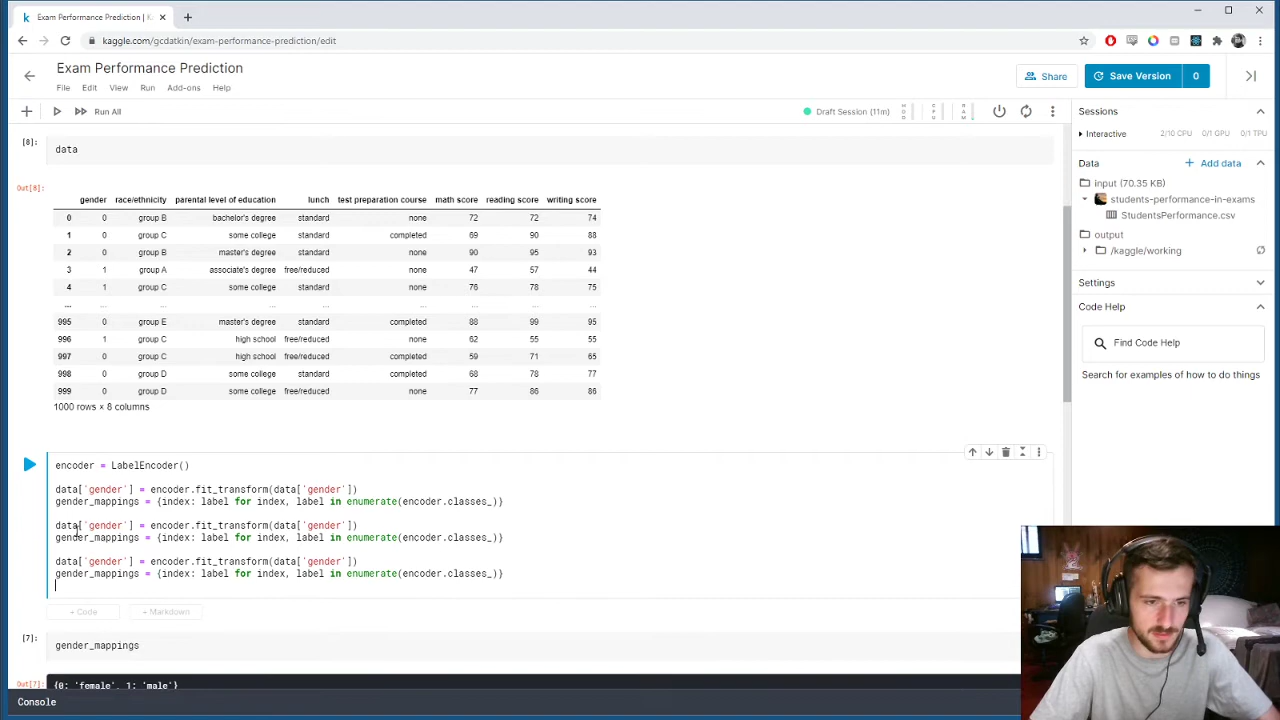 Exam Performance Prediction | K
kaggle.com/gcdatkin/exam-performance-prediction/edit
Exam Performance Prediction
File Edit View Run Add-ons Help
Share
Save Version 0
Run All
Draft Session (11m)
[8]:
data
Out[8]:
gender race/ethnicity parental level of education lunch test preparation course math score reading score writing score
0 0 group B bachelor's degree standard none 72 72 74
1 0 group C some college standard completed 69 90 88
2 0 group B master's degree standard none 90 95 93
3 1 group A associate's degree free/reduced none 47 57 44
4 1 group C some college standard none 76 78 75
... ... ... ... ... ... ... ... ...
995 0 group E master's degree standard completed 88 99 95
996 1 group C high school free/reduced none 62 55 55
997 0 group C high school free/reduced completed 59 71 65
998 0 group D some college standard completed 68 78 77
999 0 group D some college free/reduced none 77 86 86
1000 rows × 8 columns
encoder = LabelEncoder()
data['gender'] = encoder.fit_transform(data['gender'])
gender_mappings = {index: label for index, label in enumerate(encoder.classes_)}
data['gender'] = encoder.fit_transform(data['gender'])
gender_mappings = {index: label for index, label in enumerate(encoder.classes_)}
data['gender'] = encoder.fit_transform(data['gender'])
gender_mappings = {index: label for index, label in enumerate(encoder.classes_)}
+ Code + Markdown
[7]:
gender_mappings
Out[7]:
{0: 'female', 1: 'male'}
Console
Sessions
Interactive 2/10 CPU 0/1 GPU 0/1 TPU
Data + Add data
input (70.35 KB)
students-performance-in-exams
StudentsPerformance.csv
output
/kaggle/working
Settings
Code Help
Find Code Help
Search for examples of how to do things